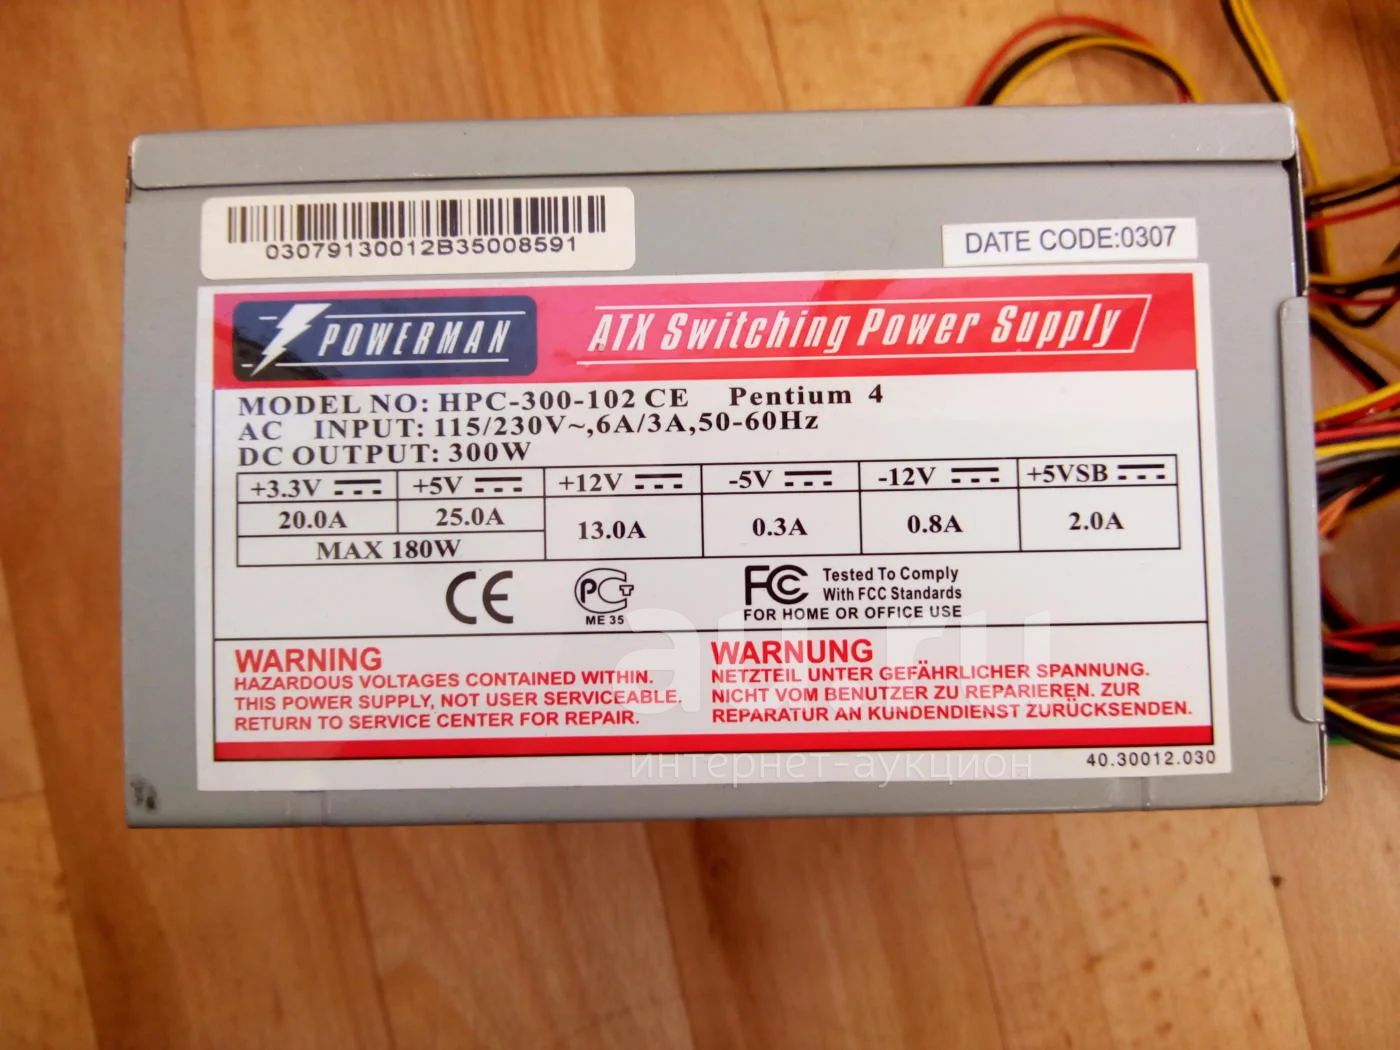 03079130012B35008591
DATE CODE:0307
POWERMAN
ATX Switching Power Supply
MODEL NO: HPC-300-102 CE Pentium 4
AC INPUT: 115/230V~,6A/3A,50-60Hz
DC OUTPUT: 300W
+3.3V +5V +12V -5V -12V +5VSB
20.0A 25.0A 13.0A 0.3A 0.8A 2.0A
MAX 180W
CE
РСТ
ME 35
FC Tested To Comply
With FCC Standards
FOR HOME OR OFFICE USE
WARNING
HAZARDOUS VOLTAGES CONTAINED WITHIN.
THIS POWER SUPPLY, NOT USER SERVICEABLE.
RETURN TO SERVICE CENTER FOR REPAIR.
WARNUNG
NETZTEIL UNTER GEFÄHRLICHER SPANNUNG.
NICHT VOM BENUTZER ZU REPARIEREN. ZUR
REPARATUR AN KUNDENDIENST ZURÜCKSENDEN.
40.30012.030
au.ru
интернет-аукцион